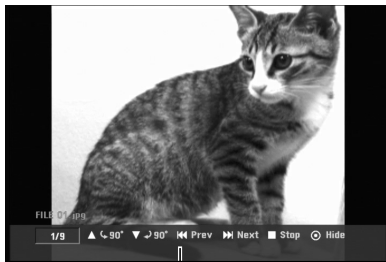 FILE 01.jpg
1/9 ▲ ⤹ 90° ▼ ⤸ 90° ⏮ Prev ⏭ Next ■ Stop ⊙ Hide